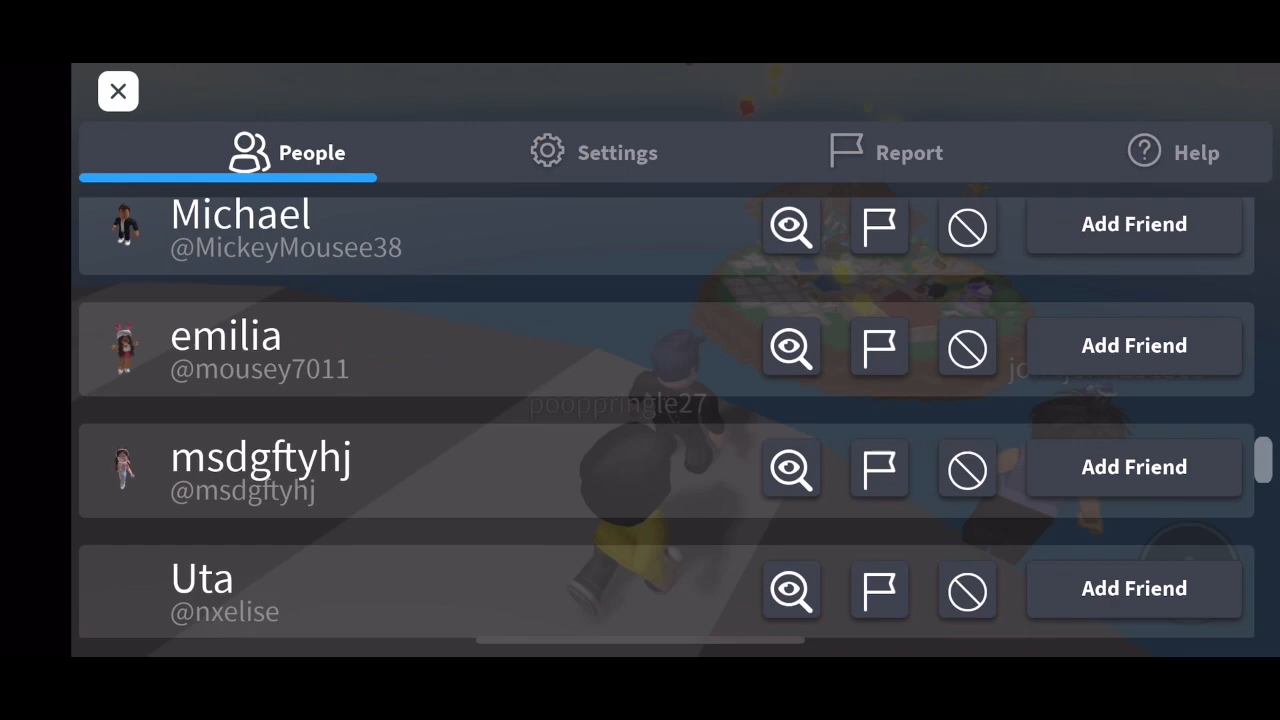 People
Settings
Report
Help
Michael
@MickeyMousee38
Add Friend
emilia
@mousey7011
Add Friend
pooppringle27
msdgftyhj
@msdgftyhj
Add Friend
Uta
@nxelise
Add Friend